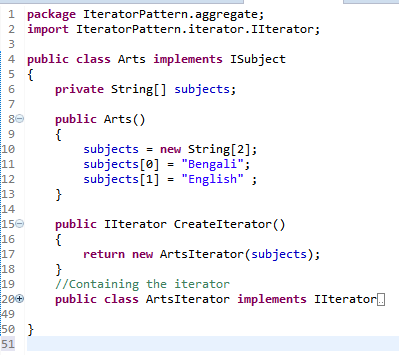 1 package IteratorPattern.aggregate;
2 import IteratorPattern.iterator.IIterator;
3
4 public class Arts implements ISubject
5 {
6 private String[] subjects;
7
8 public Arts()
9 {
10 subjects = new String[2];
11 subjects[0] = "Bengali";
12 subjects[1] = "English" ;
13 }
14
15 public IIterator CreateIterator()
16 {
17 return new ArtsIterator(subjects);
18 }
19 //Containing the iterator
20 public class ArtsIterator implements IIterator..
49
50 }
51